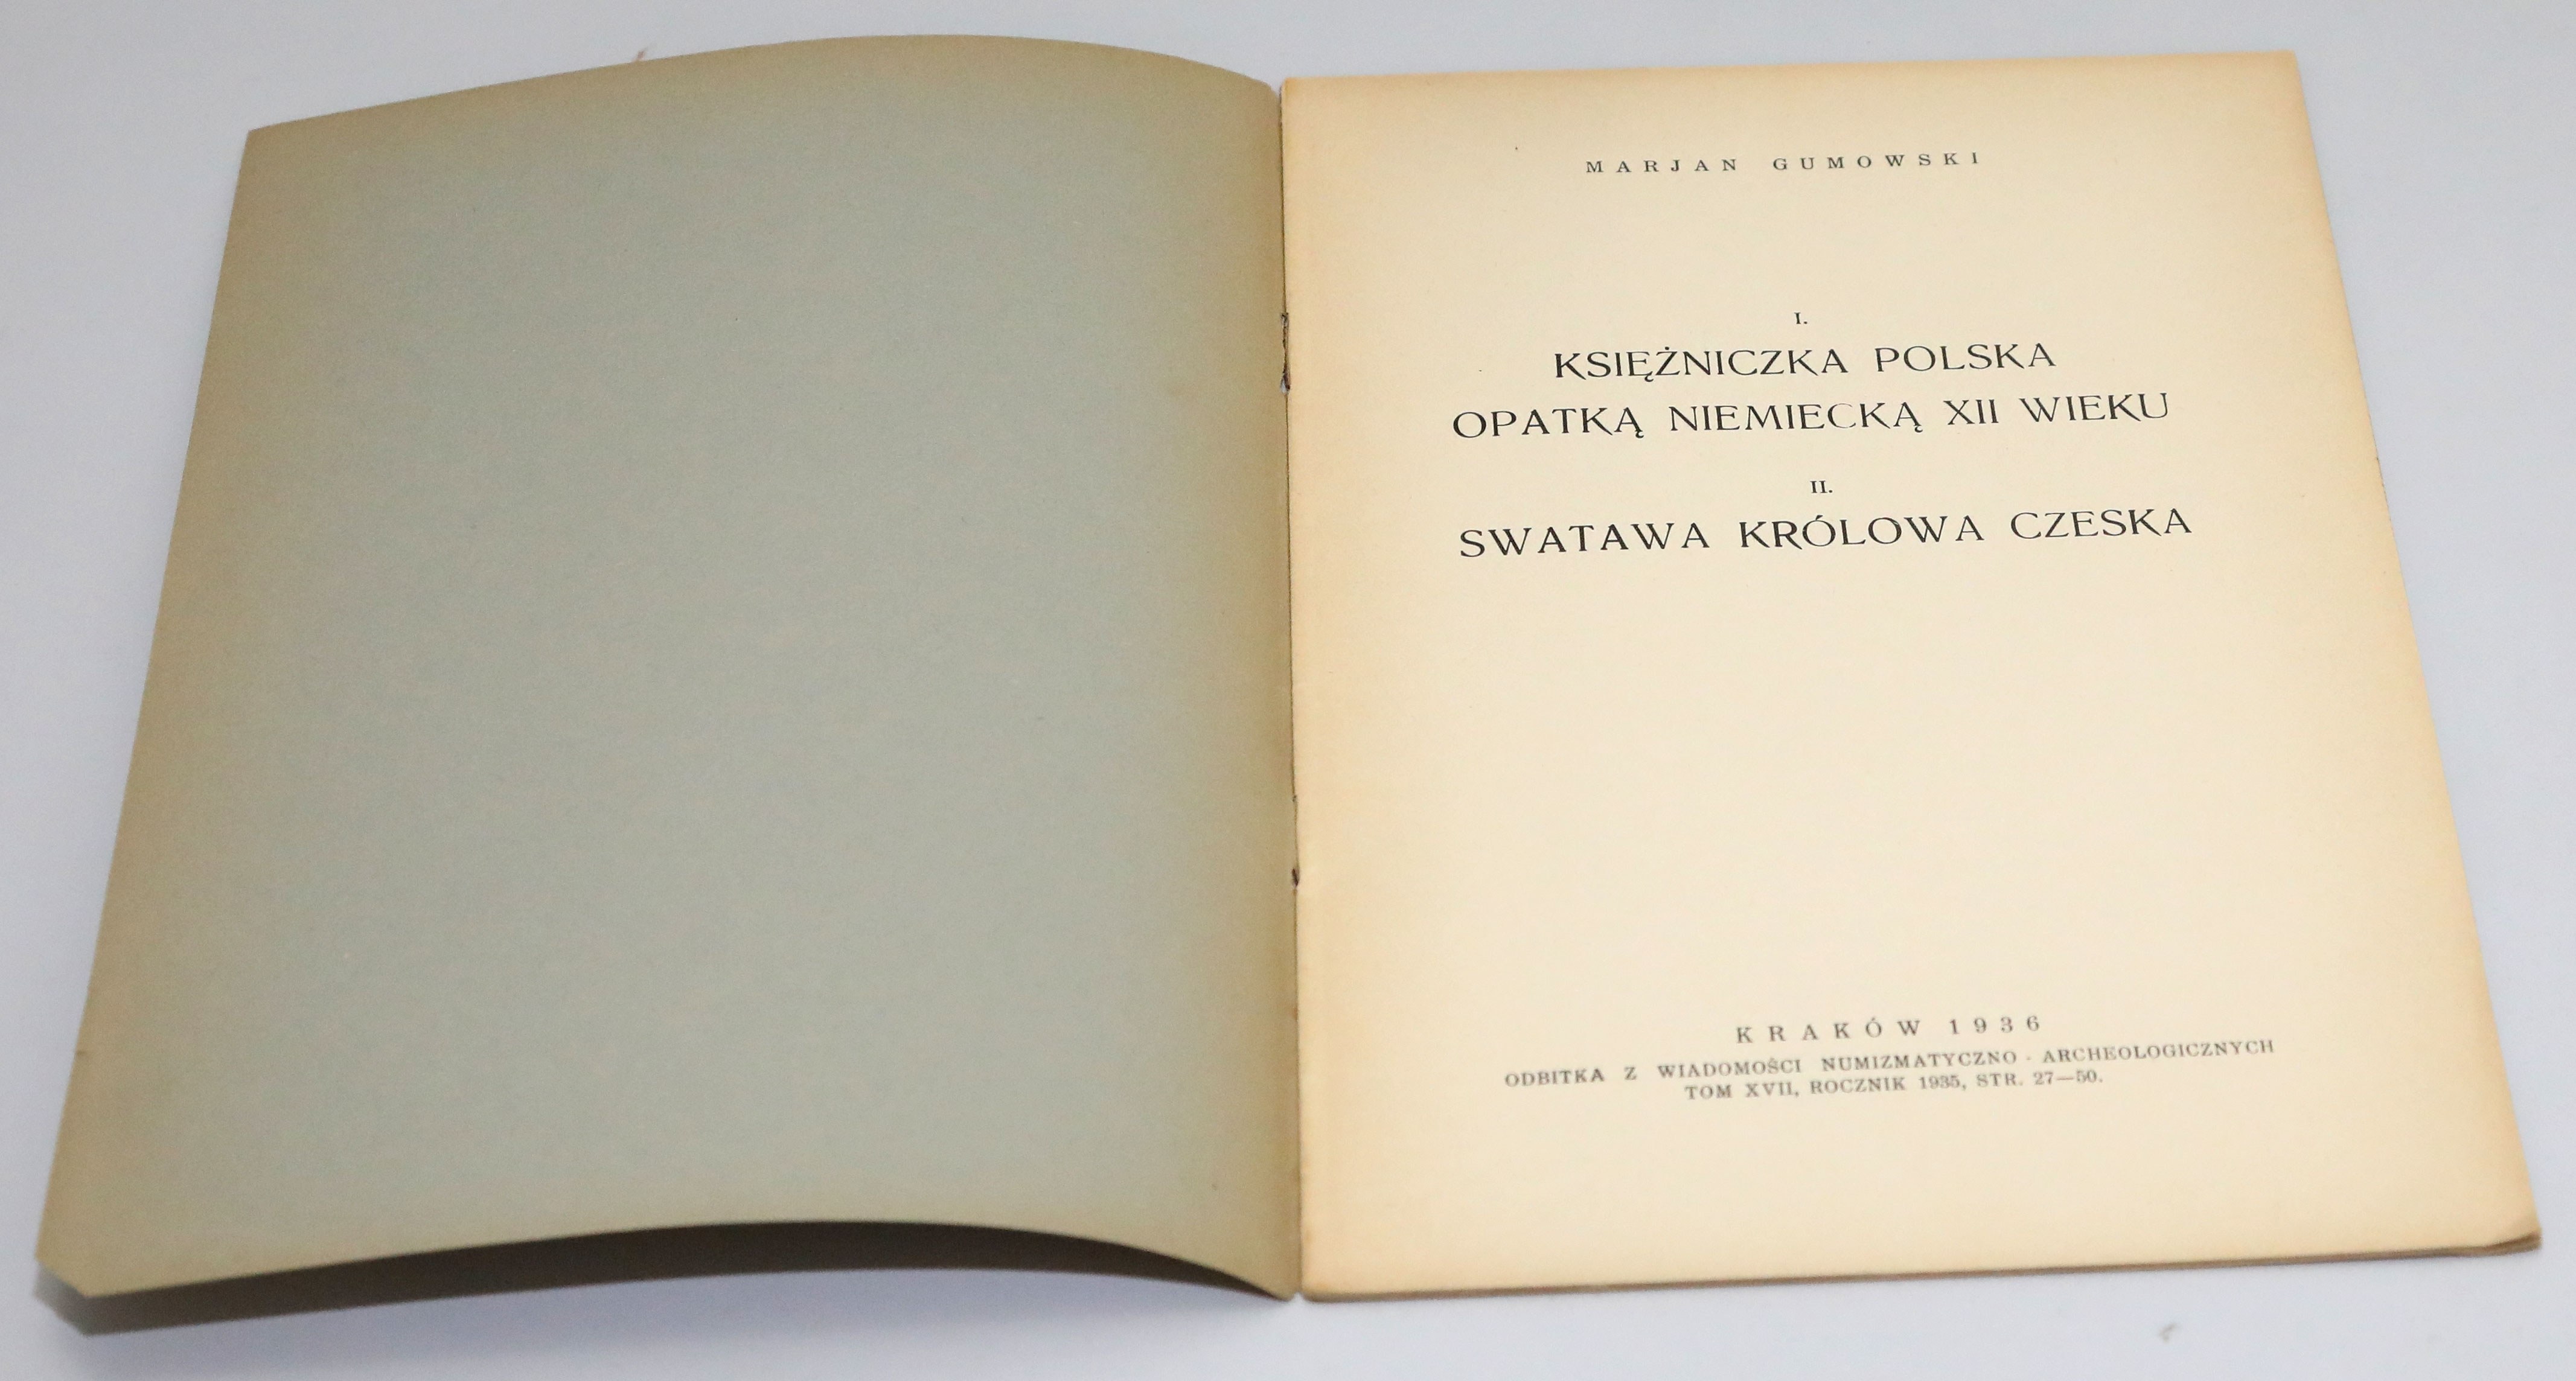 MARJAN GUMOWSKI
I.
KSIĘŻNICZKA POLSKA
OPATKĄ NIEMIECKĄ XII WIEKU
II.
SWATAWA KRÓLOWA CZESKA
KRAKÓW 1936
ODBITKA Z WIADOMOŚCI NUMIZMATYCZNO - ARCHEOLOGICZNYCH
TOM XVII, ROCZNIK 1935, STR. 27—50.